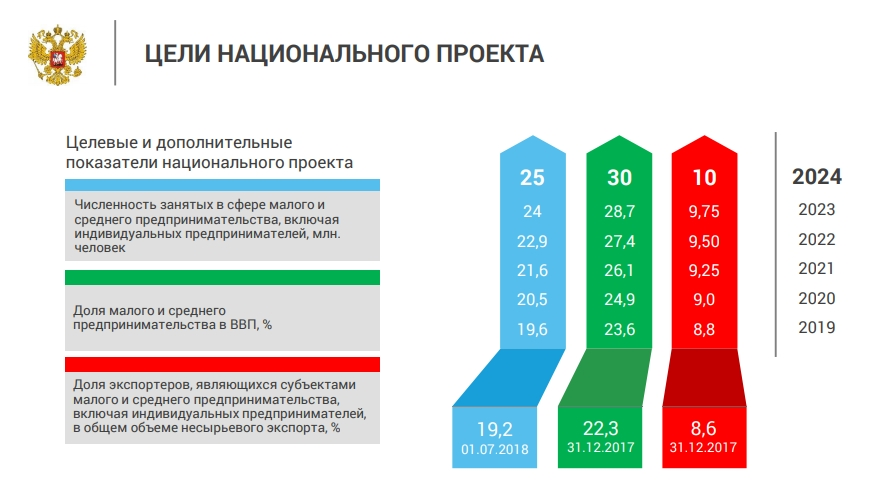 ЦЕЛИ НАЦИОНАЛЬНОГО ПРОЕКТА
Целевые и дополнительные
показатели национального проекта
Численность занятых в сфере малого и
среднего предпринимательства, включая
индивидуальных предпринимателей, млн.
человек
Доля малого и среднего
предпринимательства в ВВП, %
Доля экспортеров, являющихся субъектами
малого и среднего предпринимательства,
включая индивидуальных предпринимателей,
в общем объеме несырьевого экспорта, %
25 30 10 2024
24 28,7 9,75 2023
22,9 27,4 9,50 2022
21,6 26,1 9,25 2021
20,5 24,9 9,0 2020
19,6 23,6 8,8 2019
19,2 22,3 8,6
01.07.2018 31.12.2017 31.12.2017